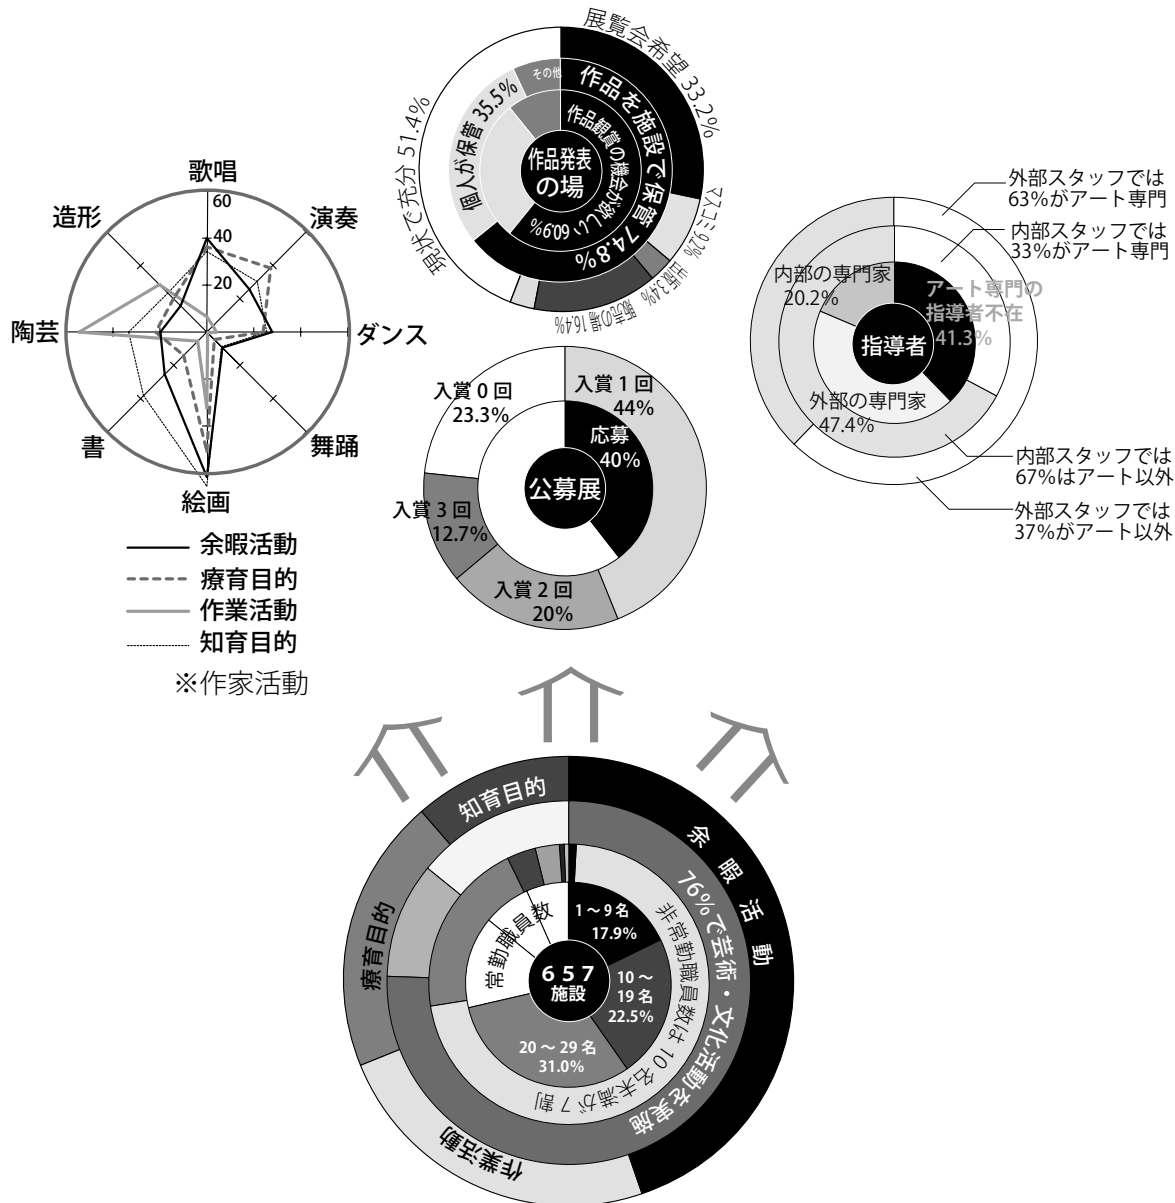 展覧会希望 33.2%
その他
作品を施設で保管 74.8%
個人が保管 35.5%
作品観賞の機会が欲しい 60.9%
作品発表
の場
現状で充分 51.4%
マスコミ 9.2%
出版 3.4%
販売の場 16.4%
歌唱
造形
演奏
60
40
20
陶芸
ダンス
書
舞踊
絵画
余暇活動
療育目的
作業活動
知育目的
※作家活動
入賞 0 回
23.3%
入賞 1 回
44%
応募
40%
公募展
入賞 3 回
12.7%
入賞 2 回
20%
外部スタッフでは
63%がアート専門
内部スタッフでは
33%がアート専門
内部の専門家
20.2%
アート専門の
指導者不在
41.3%
指導者
外部の専門家
47.4%
内部スタッフでは
67%はアート以外
外部スタッフでは
37%がアート以外
知育目的
余暇活動
療育目的
作業活動
76%で芸術・文化活動を実施
非常勤職員数は 10 名未満が 7 割
常勤職員数
1～9 名
17.9%
10～
19 名
22.5%
20～29 名
31.0%
657
施設